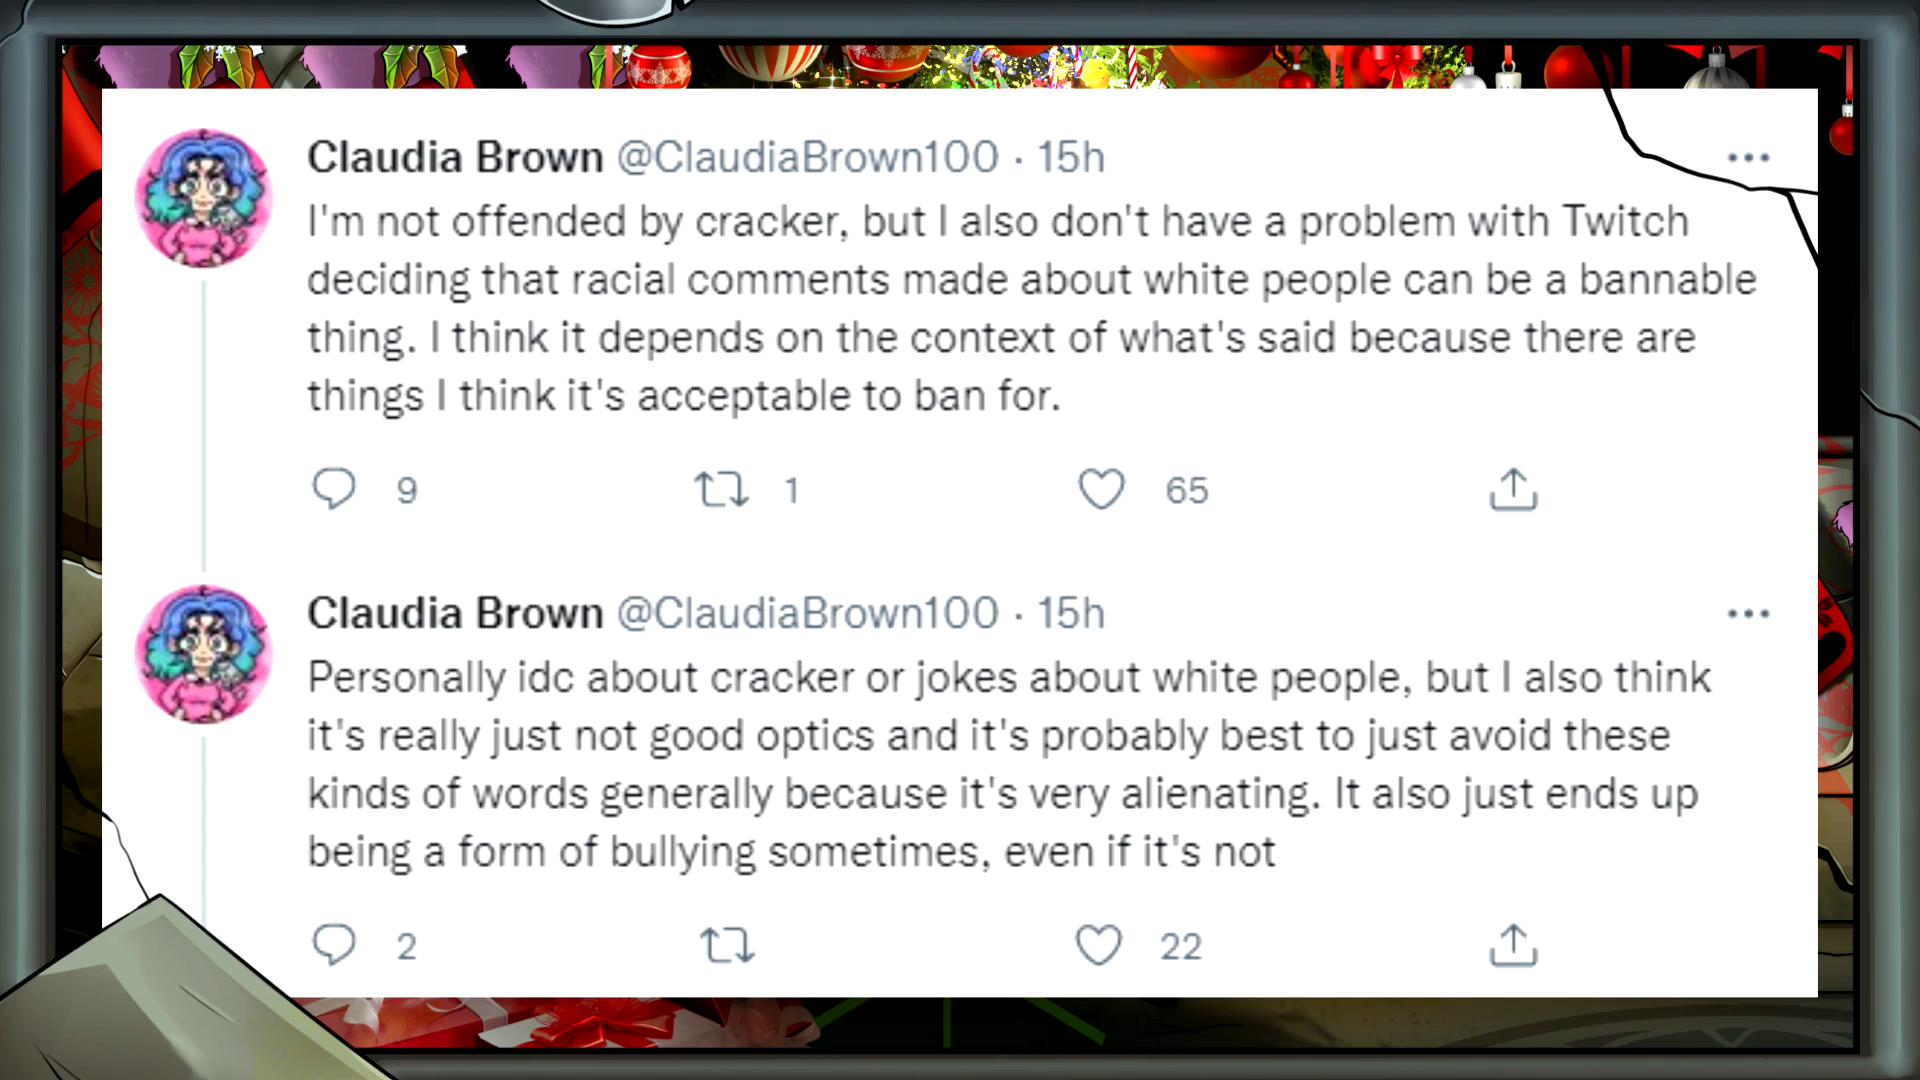 Claudia Brown @ClaudiaBrown100 · 15h
I'm not offended by cracker, but I also don't have a problem with Twitch
deciding that racial comments made about white people can be a bannable
thing. I think it depends on the context of what's said because there are
things I think it's acceptable to ban for.
9 1 65
Claudia Brown @ClaudiaBrown100 · 15h
Personally idc about cracker or jokes about white people, but I also think
it's really just not good optics and it's probably best to just avoid these
kinds of words generally because it's very alienating. It also just ends up
being a form of bullying sometimes, even if it's not
2 22